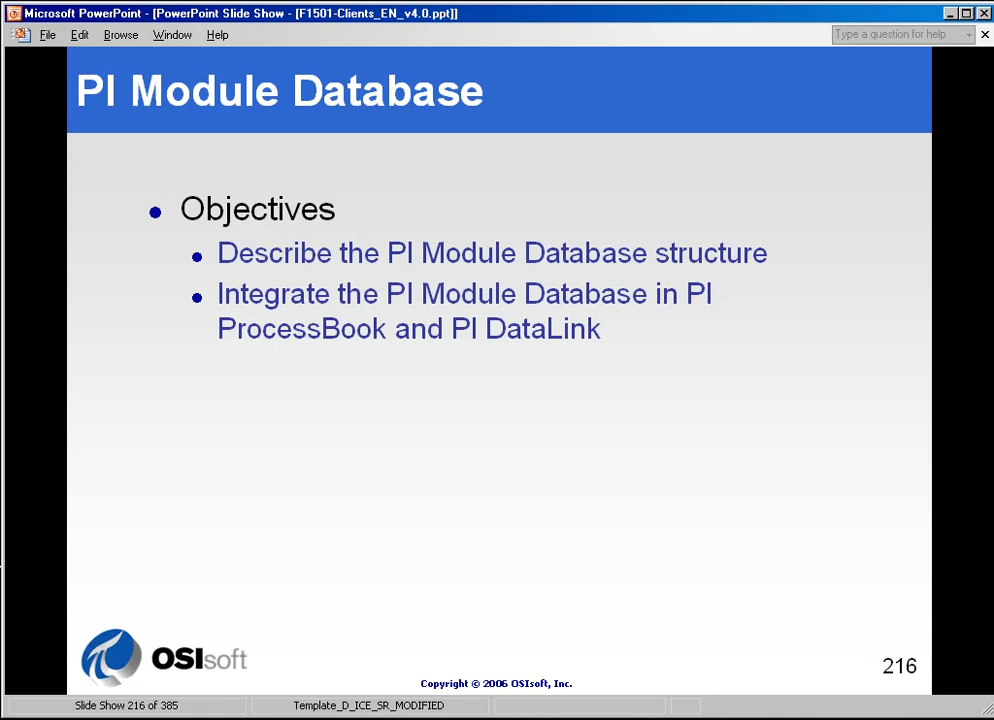 Microsoft PowerPoint - [PowerPoint Slide Show - [F1501-Clients_EN_v4.0.ppt]]
File Edit Browse Window Help
Type a question for help
PI Module Database
Objectives
Describe the PI Module Database structure
Integrate the PI Module Database in PI
ProcessBook and PI DataLink
OSIsoft
216
Copyright © 2006 OSIsoft, Inc.
Slide Show 216 of 385
Template_D_ICE_SR_MODIFIED